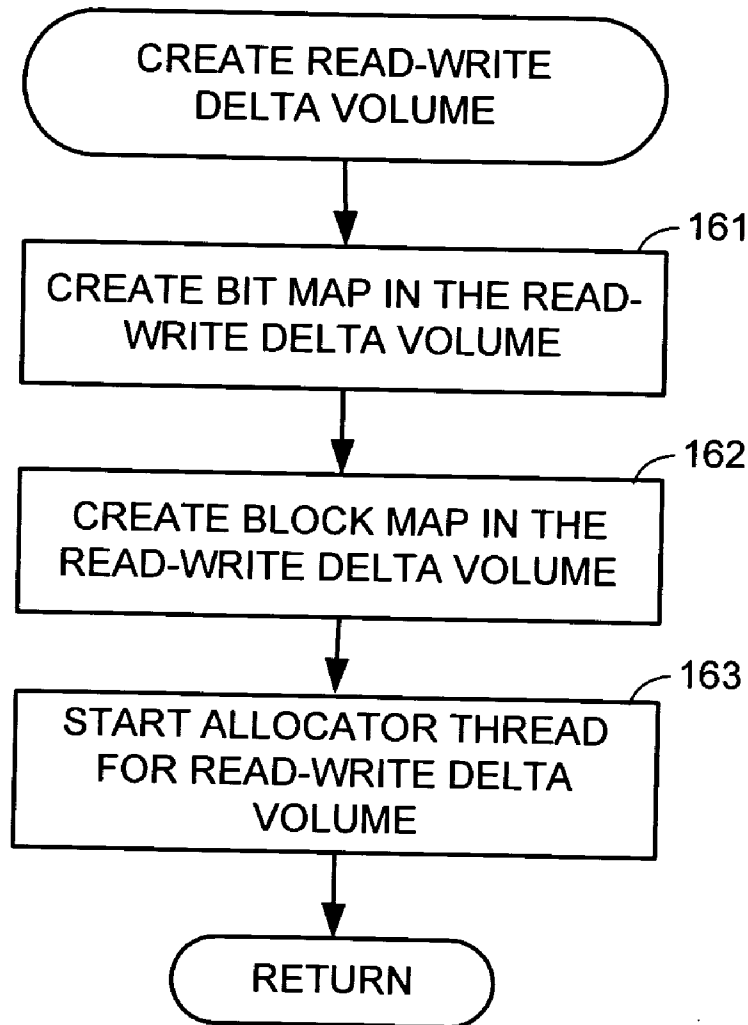 CREATE READ-WRITE
DELTA VOLUME
161
CREATE BIT MAP IN THE READ-
WRITE DELTA VOLUME
162
CREATE BLOCK MAP IN THE
READ-WRITE DELTA VOLUME
163
START ALLOCATOR THREAD
FOR READ-WRITE DELTA
VOLUME
RETURN